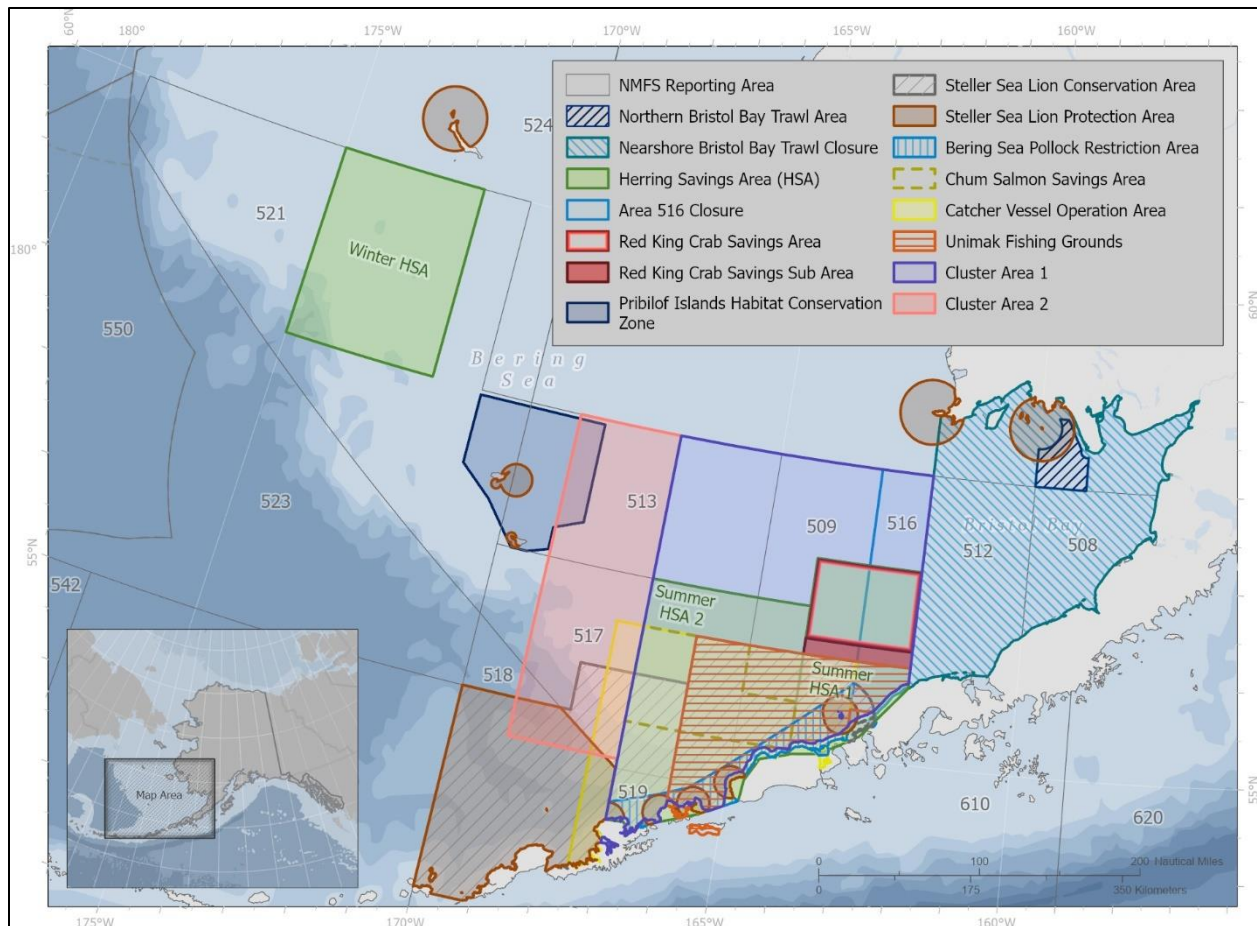 60°N
180°
175°W
170°W
165°W
160°W
NMFS Reporting Area
Northern Bristol Bay Trawl Area
Nearshore Bristol Bay Trawl Closure
Herring Savings Area (HSA)
Area 516 Closure
Red King Crab Savings Area
Red King Crab Savings Sub Area
Pribilof Islands Habitat Conservation
Zone
Steller Sea Lion Conservation Area
Steller Sea Lion Protection Area
Bering Sea Pollock Restriction Area
Chum Salmon Savings Area
Catcher Vessel Operation Area
Unimak Fishing Grounds
Cluster Area 1
Cluster Area 2
524
521
180°
Winter HSA
60°N
550
Bering
Sea
523
513
509
516
Bristol Bay
512
508
55°N
542
Summer
HSA 2
517
518
Summer
HSA 1
519
Map Area
55°N
610
620
0
100
200 Nautical Miles
0
175
350 Kilometers
175°W
170°W
165°W
160°W